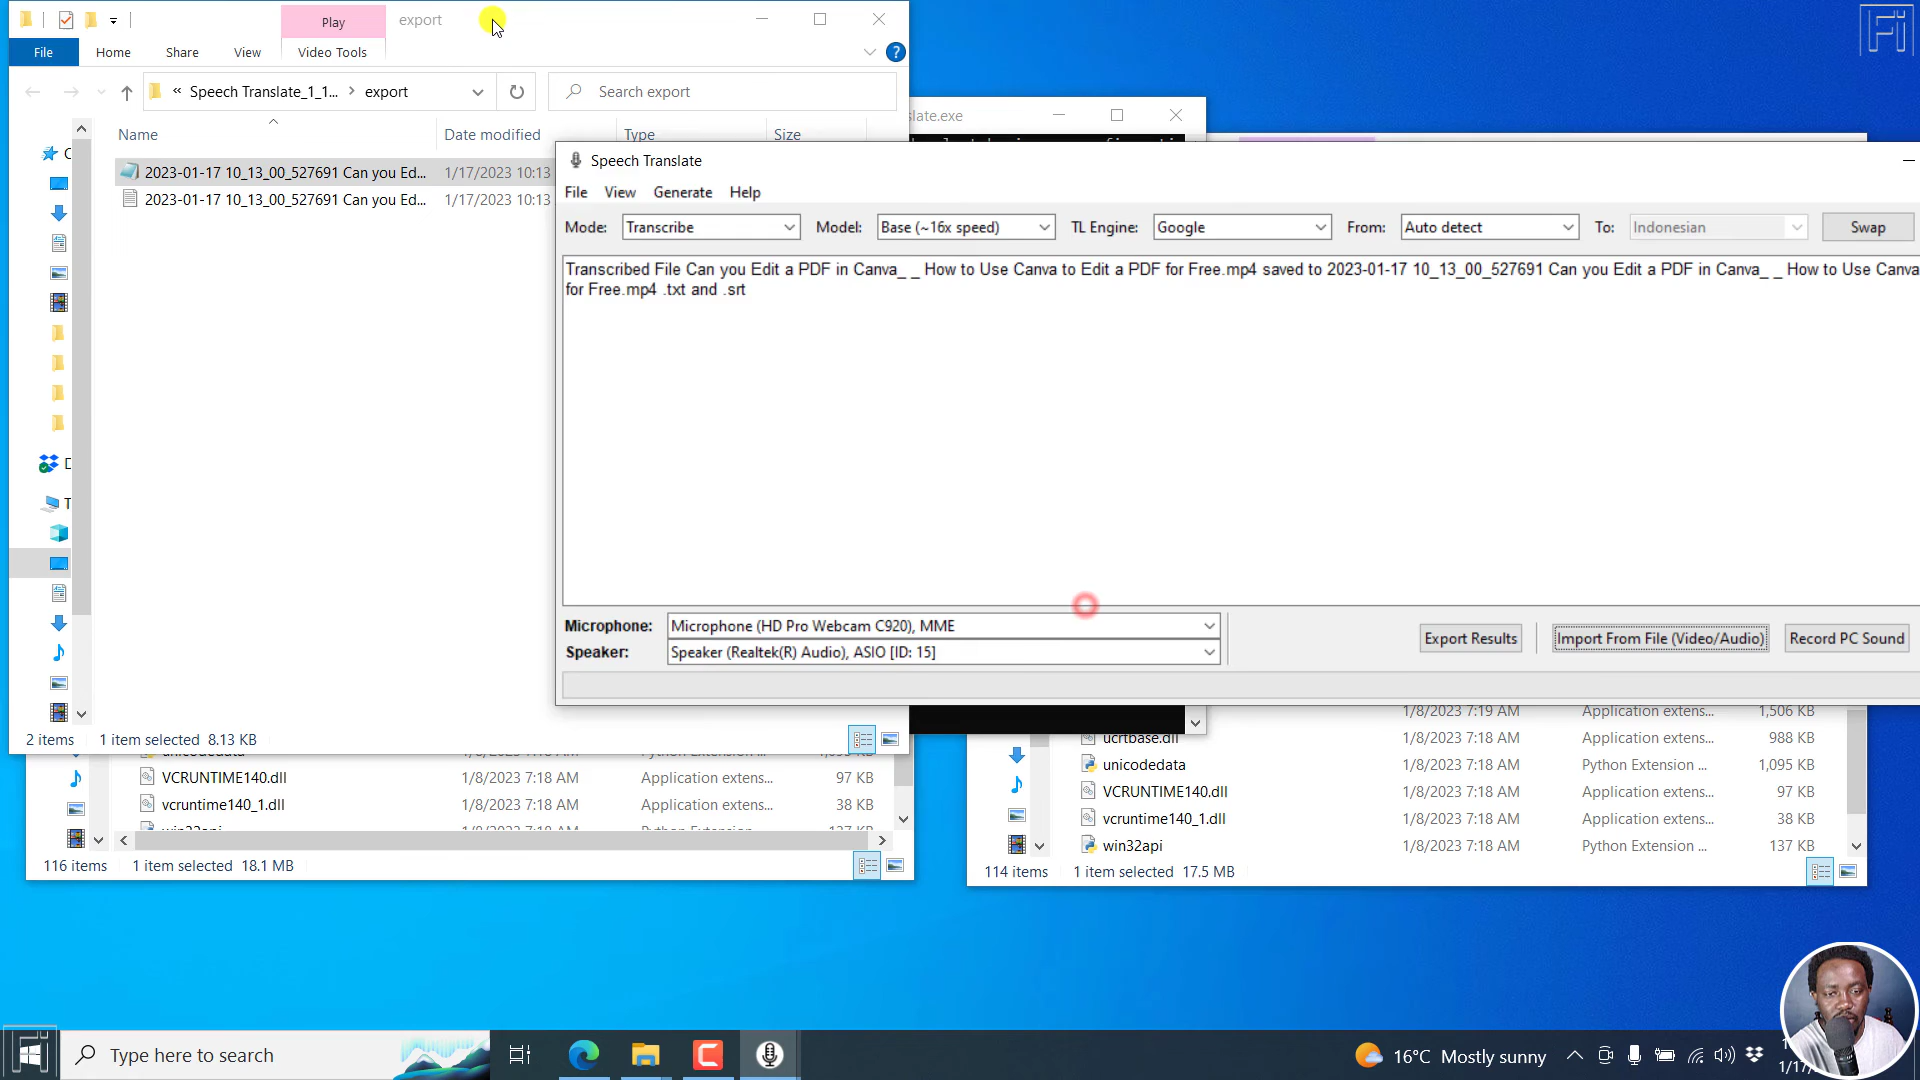 Play
export
File
Home
Share
View
Video Tools
« Speech Translate_1_1... > export
Search export
Name
Date modified
Type
Size
2023-01-17 10_13_00_527691 Can you Ed...
1/17/2023 10:13
2023-01-17 10_13_00_527691 Can you Ed...
1/17/2023 10:13
2 items
1 item selected 8.13 KB
slate.exe
Speech Translate
File
View
Generate
Help
Mode:
Transcribe
Model:
Base (~16x speed)
TL Engine:
Google
From:
Auto detect
To:
Indonesian
Swap
Transcribed File Can you Edit a PDF in Canva_ _ How to Use Canva to Edit a PDF for Free.mp4 saved to 2023-01-17 10_13_00_527691 Can you Edit a PDF in Canva_ _ How to Use Canva
for Free.mp4 .txt and .srt
Microphone:
Microphone (HD Pro Webcam C920), MME
Speaker:
Speaker (Realtek(R) Audio), ASIO [ID: 15]
Export Results
Import From File (Video/Audio)
Record PC Sound
VCRUNTIME140.dll
1/8/2023 7:18 AM
Application extens...
97 KB
vcruntime140_1.dll
1/8/2023 7:18 AM
Application extens...
38 KB
116 items
1 item selected 18.1 MB
1/8/2023 7:19 AM
Application extens...
1,506 KB
ucrtbase.dll
1/8/2023 7:18 AM
Application extens...
988 KB
unicodedata
1/8/2023 7:18 AM
Python Extension ...
1,095 KB
VCRUNTIME140.dll
1/8/2023 7:18 AM
Application extens...
97 KB
vcruntime140_1.dll
1/8/2023 7:18 AM
Application extens...
38 KB
win32api
1/8/2023 7:18 AM
Python Extension ...
137 KB
114 items
1 item selected 17.5 MB
Type here to search
16°C Mostly sunny